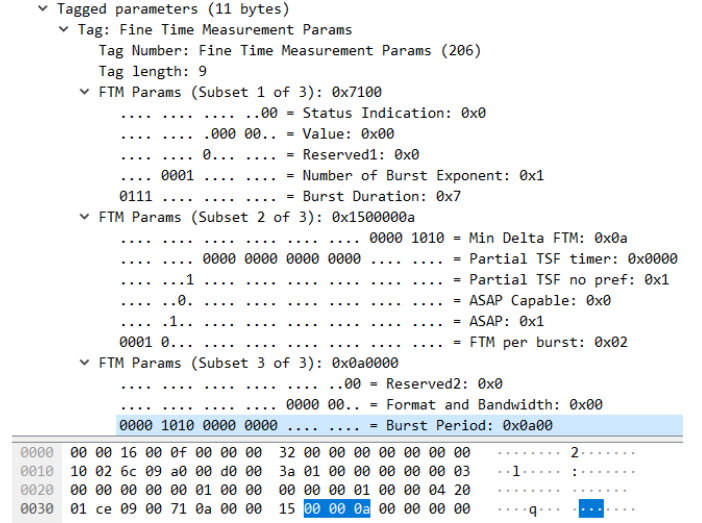 Tagged parameters (11 bytes)
Tag: Fine Time Measurement Params
Tag Number: Fine Time Measurement Params (206)
Tag length: 9
FTM Params (Subset 1 of 3): 0x7100
.... .... .... ..00 = Status Indication: 0x0
.... .... .000 00.. = Value: 0x00
.... .... 0... .... = Reserved1: 0x0
.... 0001 .... .... = Number of Burst Exponent: 0x1
0111 .... .... .... = Burst Duration: 0x7
FTM Params (Subset 2 of 3): 0x1500000a
.... .... .... .... .... .... 0000 1010 = Min Delta FTM: 0x0a
.... .... 0000 0000 0000 0000 .... .... = Partial TSF timer: 0x0000
.... ...1 .... .... .... .... .... .... = Partial TSF no pref: 0x1
.... ..0. .... .... .... .... .... .... = ASAP Capable: 0x0
.... .1.. .... .... .... .... .... .... = ASAP: 0x1
0001 0... .... .... .... .... .... .... = FTM per burst: 0x02
FTM Params (Subset 3 of 3): 0x0a0000
.... .... .... .... .... ..00 = Reserved2: 0x0
.... .... .... .... 0000 00.. = Format and Bandwidth: 0x00
0000 1010 0000 0000 .... .... = Burst Period: 0x0a00
0000 00 00 16 00 0f 00 00 00 32 00 00 00 00 00 00 00 ········ 2·······
0010 10 02 6c 09 a0 00 d0 00 3a 01 00 00 00 00 00 03 ··l····· :·······
0020 00 00 00 00 00 01 00 00 00 00 00 01 00 00 04 20 ········ ·······
0030 01 ce 09 00 71 0a 00 00 15 00 00 0a 00 00 00 00 ····q··· ········